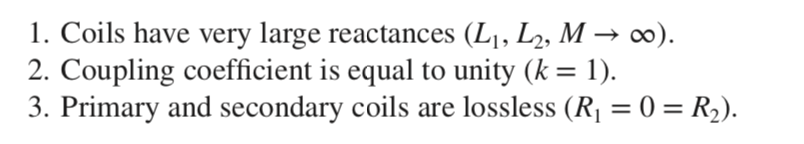 1. Coils have very large reactances (L₁, L₂, M → ∞).
2. Coupling coefficient is equal to unity (k = 1).
3. Primary and secondary coils are lossless (R₁ = 0 = R₂).